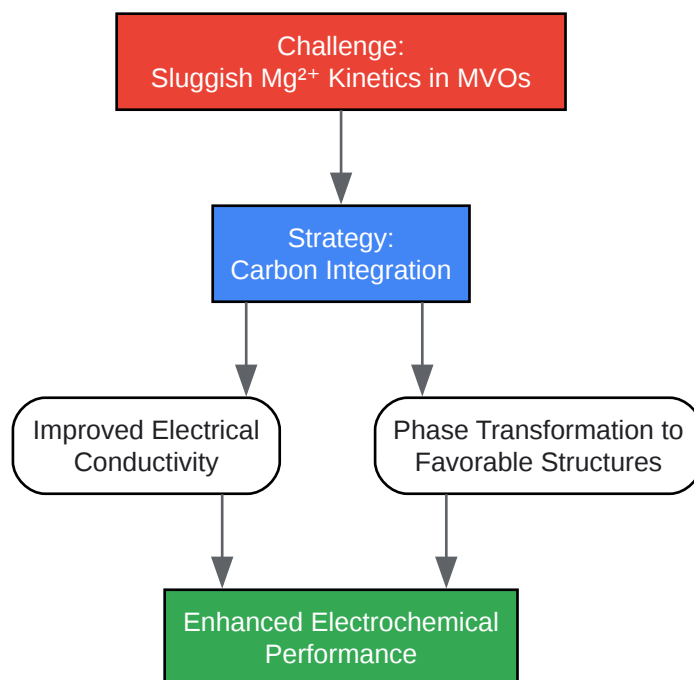 Challenge:
Sluggish Mg²⁺ Kinetics in MVOs
Strategy:
Carbon Integration
Improved Electrical
Conductivity
Phase Transformation to
Favorable Structures
Enhanced Electrochemical
Performance